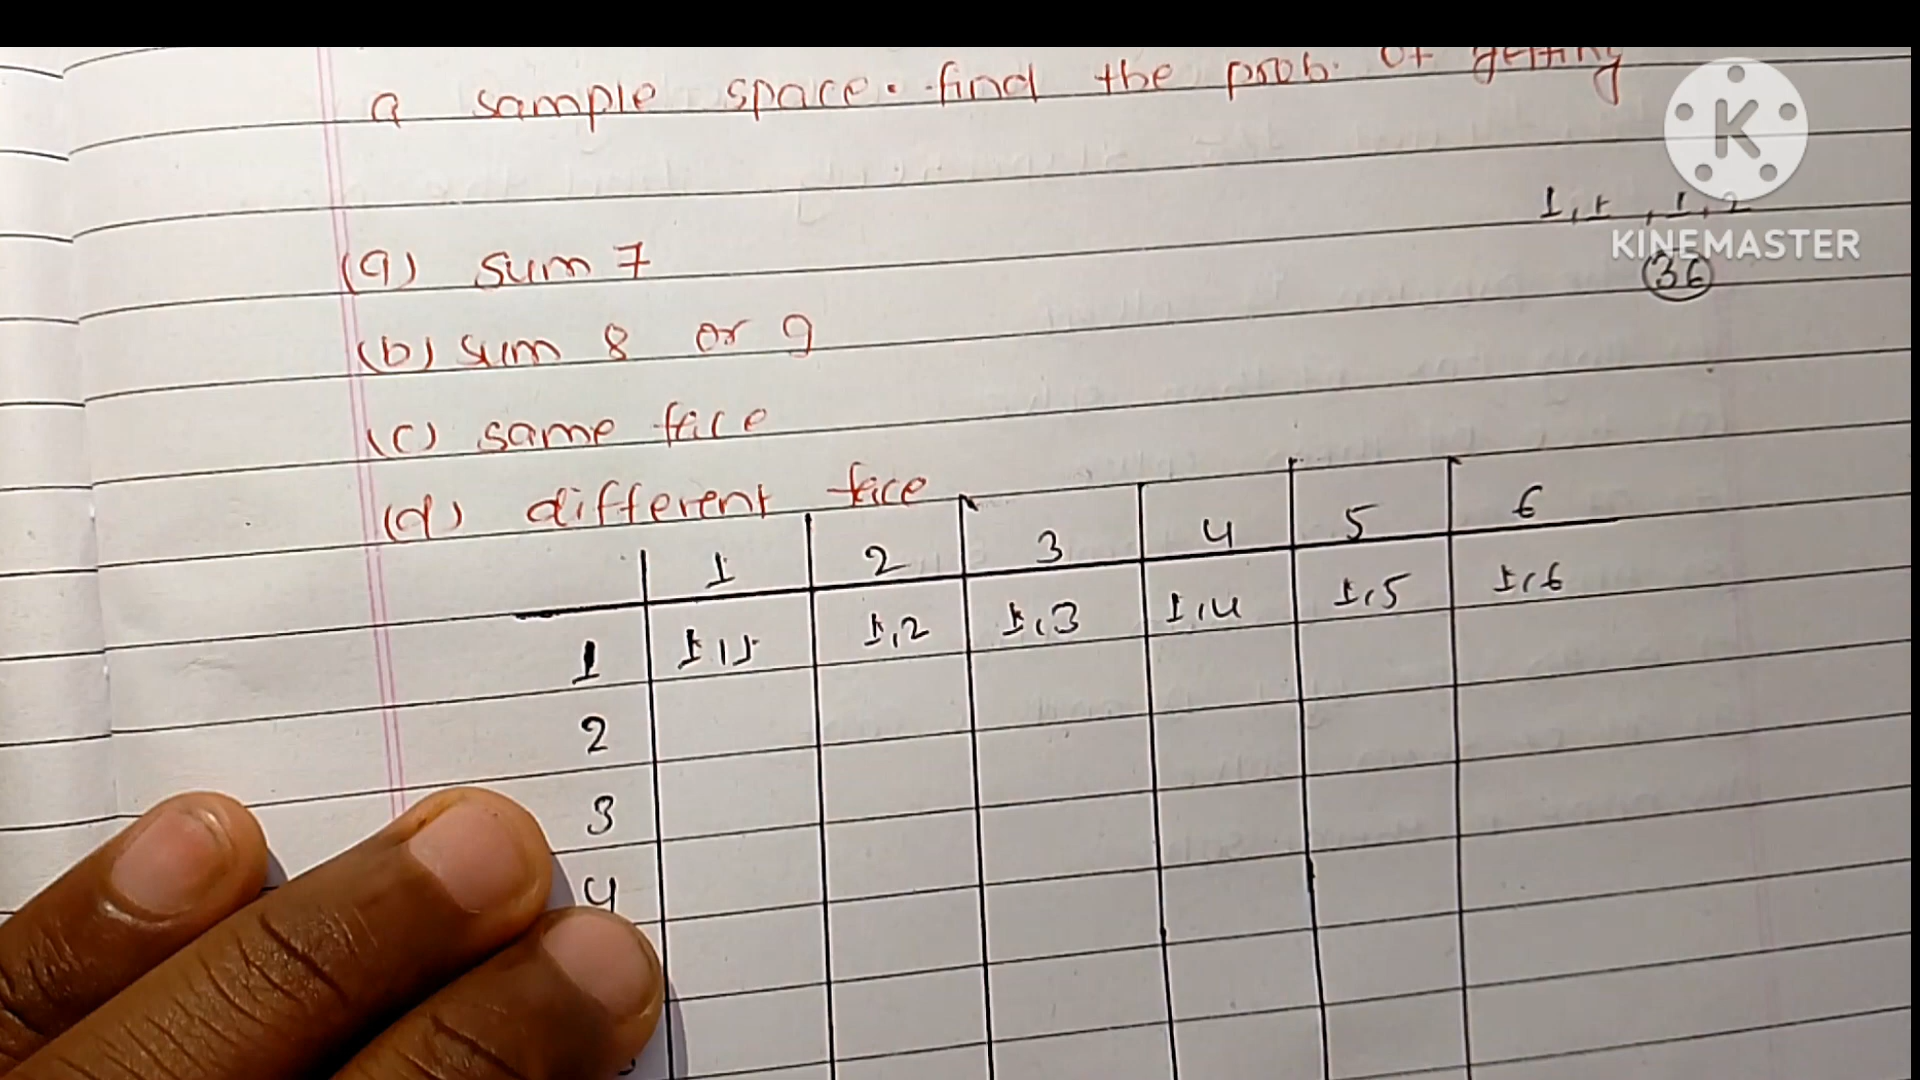 a sample space. find the prob. of getting
K
1,1 , 1,2
KINEMASTER
(a) sum 7
36
(b) sum 8 or 9
(c) same face
(d) different face
1 2 3 4 5 6
1 1,1 1,2 1,3 1,4 1,5 1,6
2
3
4